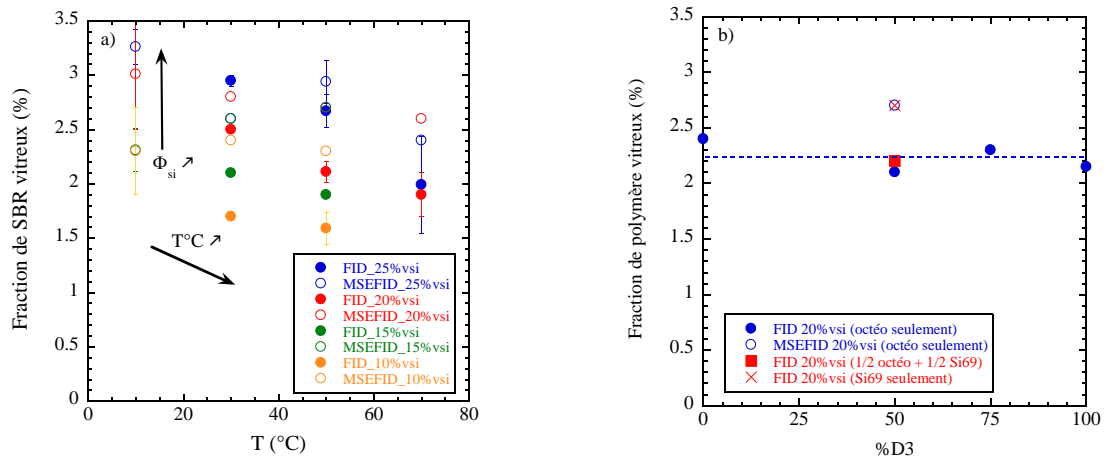 a)
3.5
3
2.5
2
1.5
1
0.5
0
Fraction de SBR vitreux (%)
Φsi ↗
T°C ↗
FID_25%vsi
MSEFID_25%vsi
FID_20%vsi
MSEFID_20%vsi
FID_15%vsi
MSEFID_15%vsi
FID_10%vsi
MSEFID_10%vsi
0 20 40 60 80
T (°C)
b)
3.5
3
2.5
2
1.5
1
0.5
0
Fraction de polymère vitreux (%)
FID 20%vsi (octéo seulement)
MSEFID 20%vsi (octéo seulement)
FID 20%vsi (1/2 octéo + 1/2 Si69)
FID 20%vsi (Si69 seulement)
0 25 50 75 100
%D3